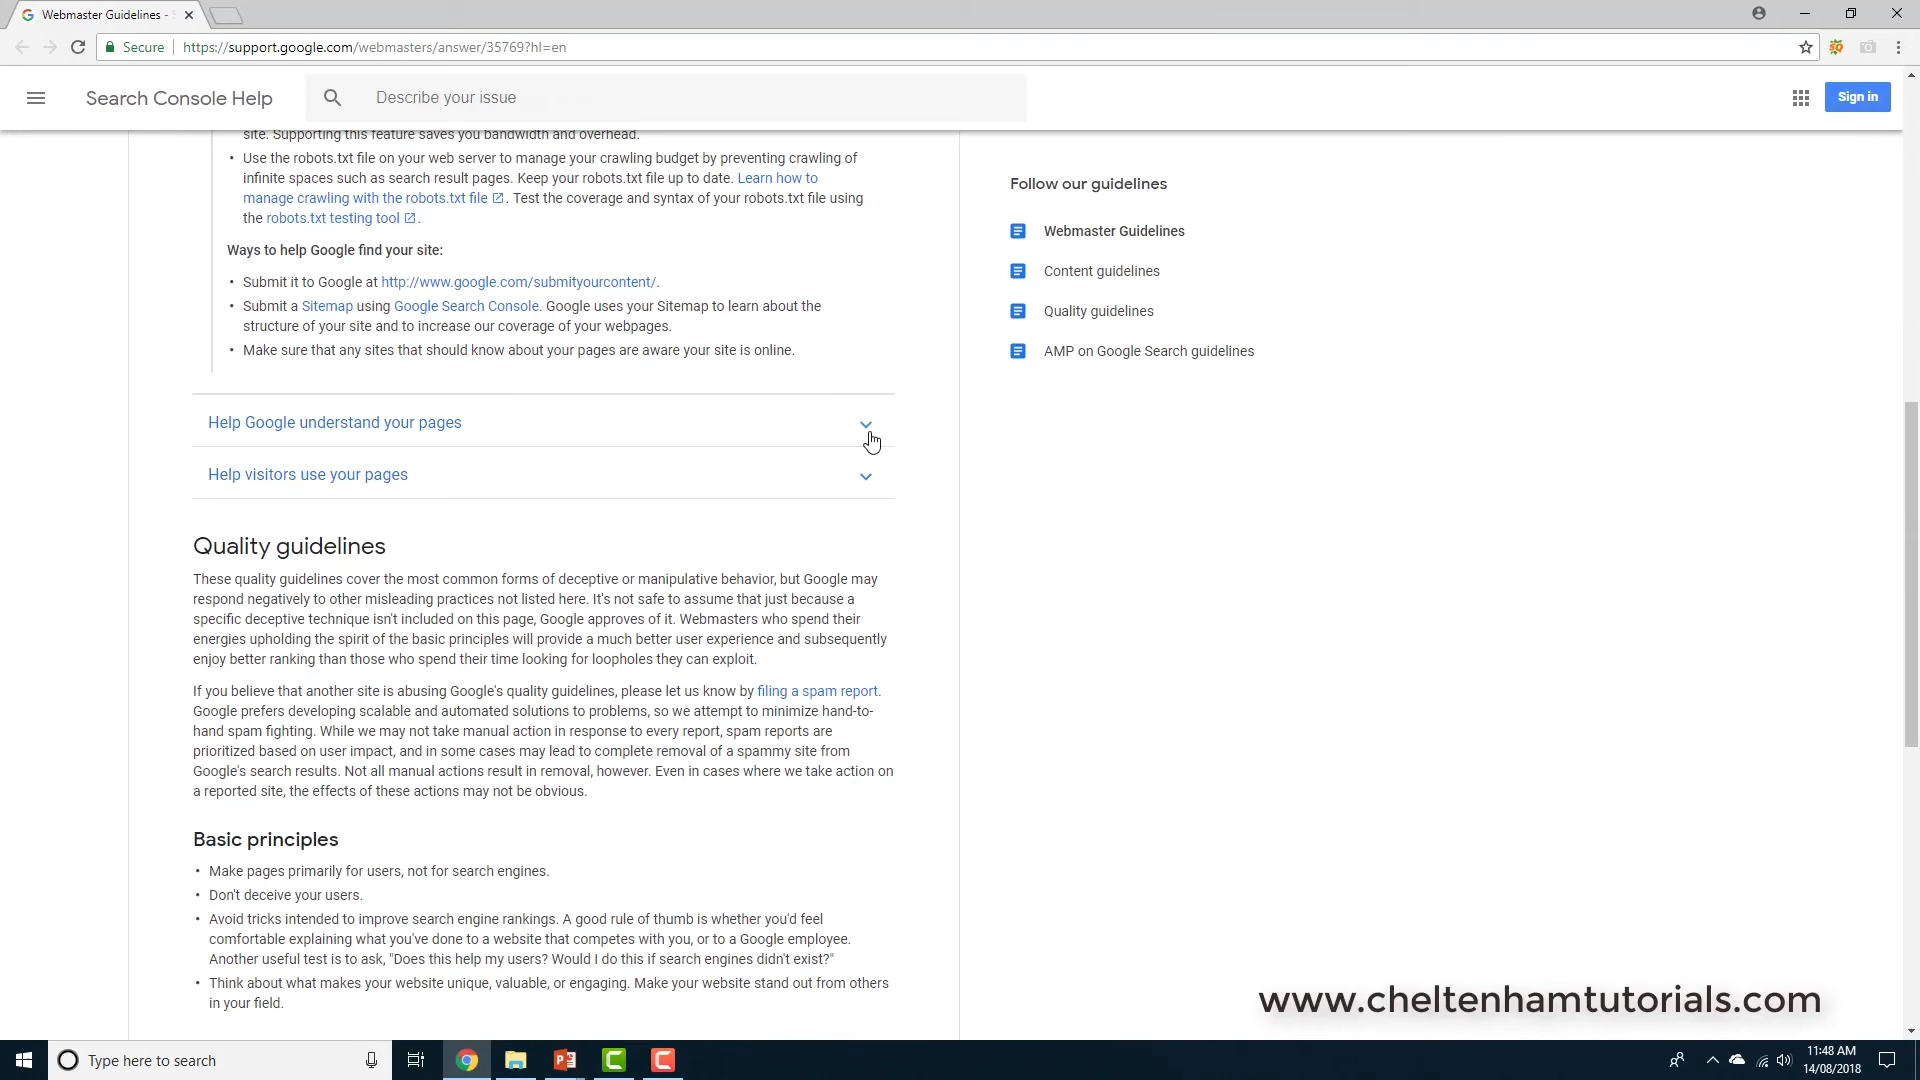 Webmaster Guidelines -
Secure
https://support.google.com/webmasters/answer/35769?hl=en
Search Console Help
Describe your issue
Sign in
site. Supporting this feature saves you bandwidth and overhead.
• Use the robots.txt file on your web server to manage your crawling budget by preventing crawling of
infinite spaces such as search result pages. Keep your robots.txt file up to date. Learn how to
manage crawling with the robots.txt file. Test the coverage and syntax of your robots.txt file using
the robots.txt testing tool.
Ways to help Google find your site:
• Submit it to Google at http://www.google.com/submityourcontent/.
• Submit a Sitemap using Google Search Console. Google uses your Sitemap to learn about the
structure of your site and to increase our coverage of your webpages.
• Make sure that any sites that should know about your pages are aware your site is online.
Help Google understand your pages
Help visitors use your pages
Quality guidelines
These quality guidelines cover the most common forms of deceptive or manipulative behavior, but Google may
respond negatively to other misleading practices not listed here. It's not safe to assume that just because a
specific deceptive technique isn't included on this page, Google approves of it. Webmasters who spend their
energies upholding the spirit of the basic principles will provide a much better user experience and subsequently
enjoy better ranking than those who spend their time looking for loopholes they can exploit.
If you believe that another site is abusing Google's quality guidelines, please let us know by filing a spam report.
Google prefers developing scalable and automated solutions to problems, so we attempt to minimize hand-to-
hand spam fighting. While we may not take manual action in response to every report, spam reports are
prioritized based on user impact, and in some cases may lead to complete removal of a spammy site from
Google's search results. Not all manual actions result in removal, however. Even in cases where we take action on
a reported site, the effects of these actions may not be obvious.
Basic principles
• Make pages primarily for users, not for search engines.
• Don't deceive your users.
• Avoid tricks intended to improve search engine rankings. A good rule of thumb is whether you'd feel
comfortable explaining what you've done to a website that competes with you, or to a Google employee.
Another useful test is to ask, "Does this help my users? Would I do this if search engines didn't exist?"
• Think about what makes your website unique, valuable, or engaging. Make your website stand out from others
in your field.
Follow our guidelines
Webmaster Guidelines
Content guidelines
Quality guidelines
AMP on Google Search guidelines
www.cheltenhamtutorials.com
Type here to search
11:48 AM
14/08/2018